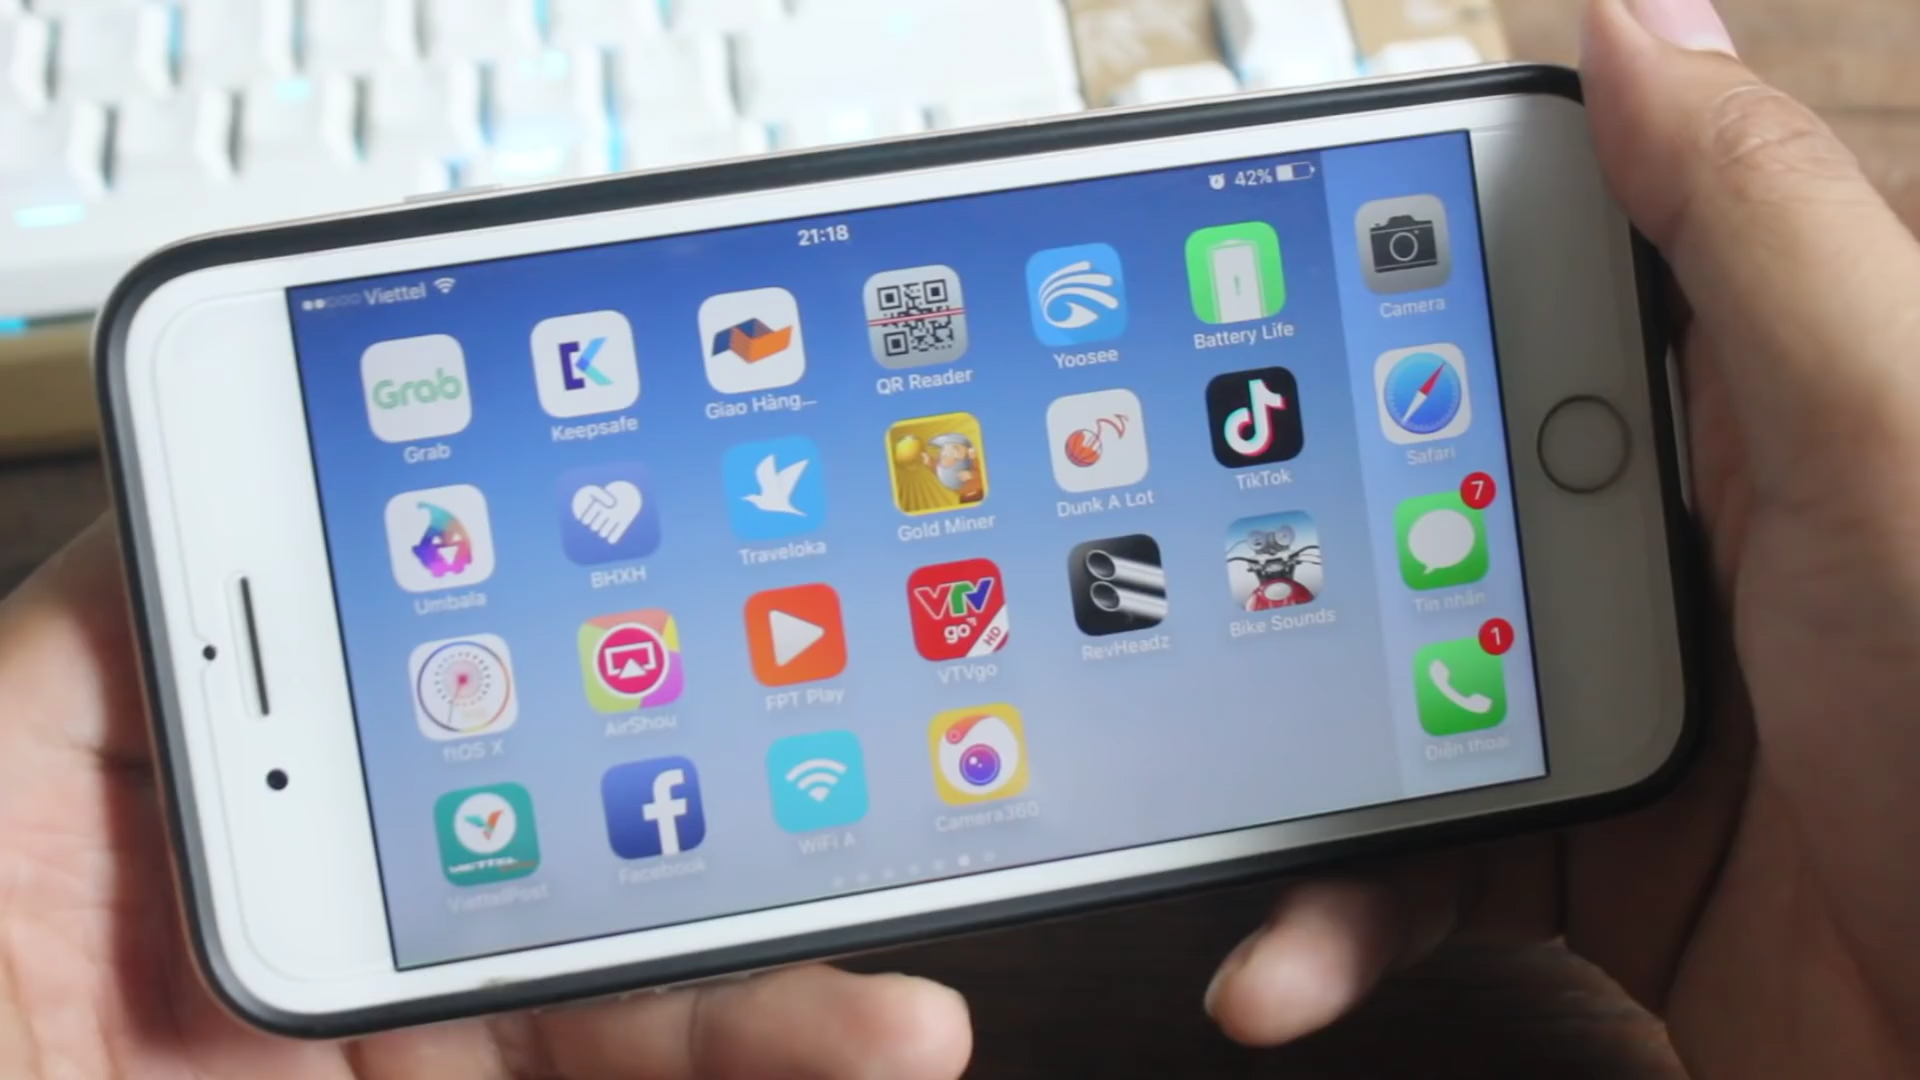 Viettel
21:18
42%
Grab
Grab
Keepsafe
Giao Hàng...
QR Reader
Yoosee
Battery Life
Camera
Umbala
BHXH
Traveloka
Gold Miner
Dunk A Lot
TikTok
Safari
ftOS X
AirShou
FPT Play
VTV
go
HD
VTVgo
RevHeadz
Bike Sounds
7
Tin nhắn
VIETTEL
ViettelPost
f
Facebook
WiFi A
Camera360
1
Điện thoại